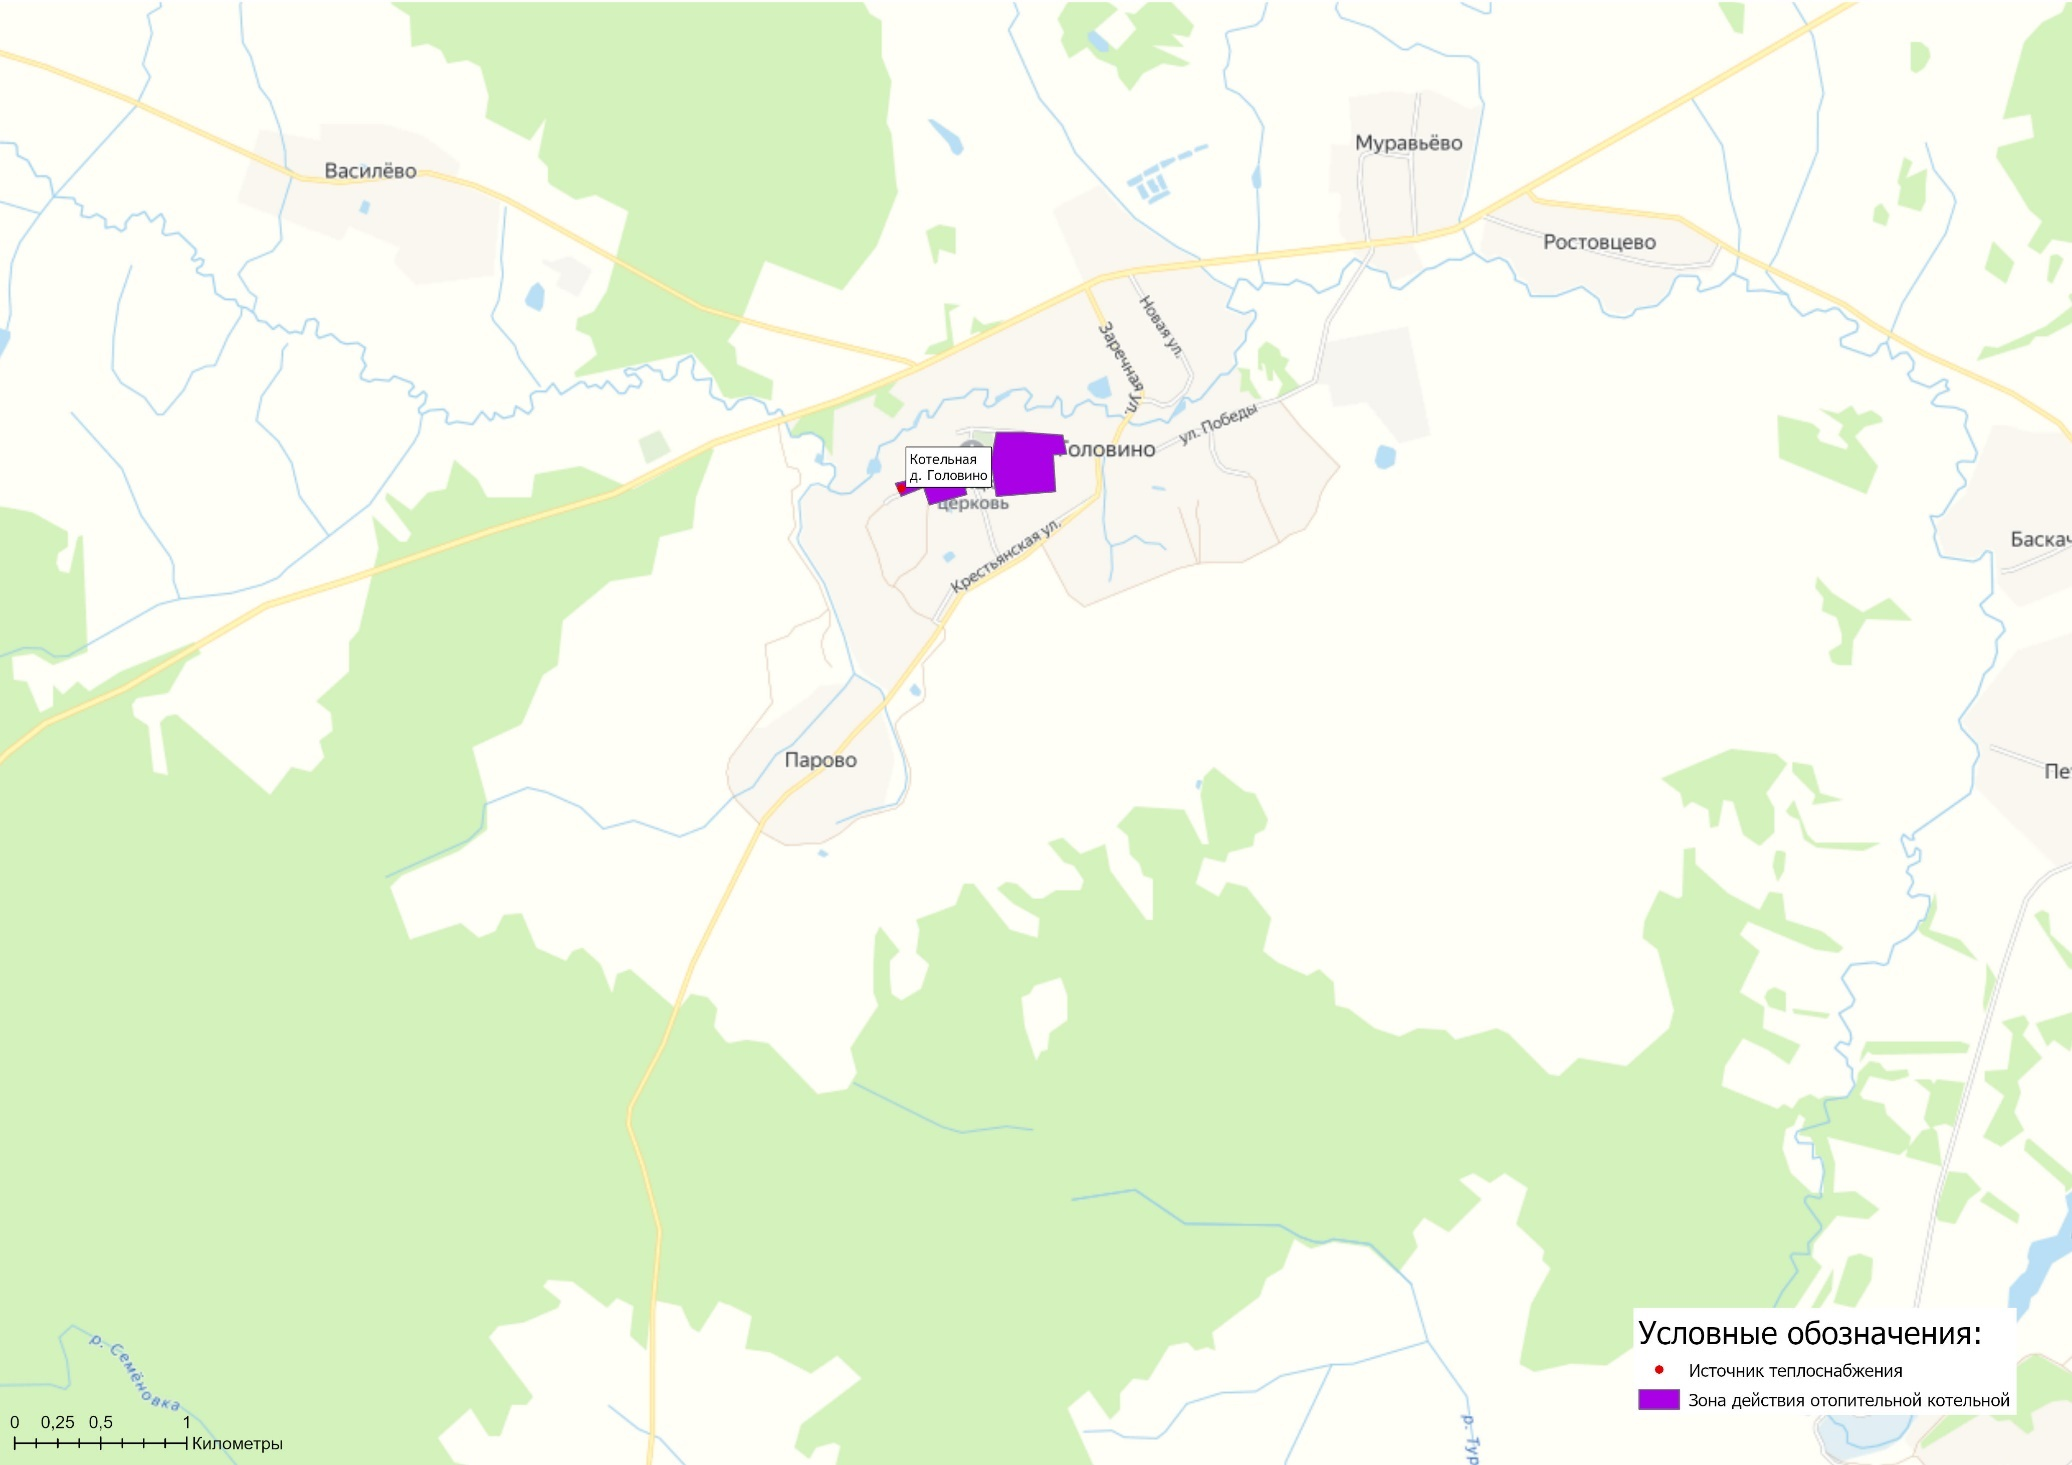 Муравьёво
Василёво
Ростовцево
Новая ул.
Заречная ул.
ул. Победы
Головино
Котельная
д. Головино
церковь
Баскач
Крестьянская ул.
Парово
Пе
Условные обозначения:
Источник теплоснабжения
Зона действия отопительной котельной
р. Семёновка
р. Тур
0 0,25 0,5 1
Километры